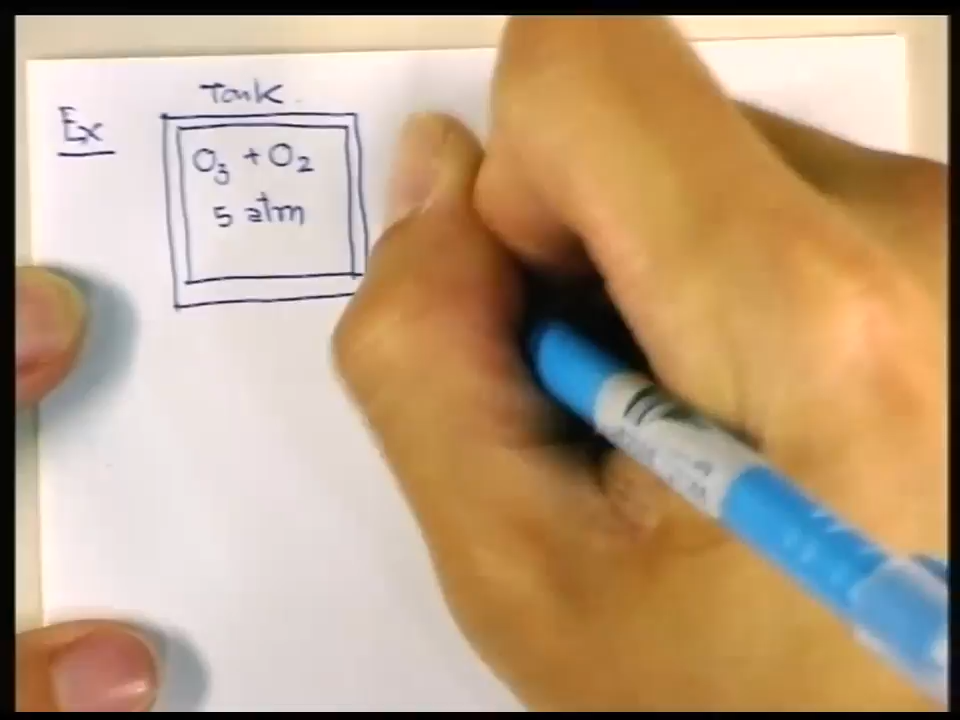 Tank
Ex
O₃ + O₂
5 atm